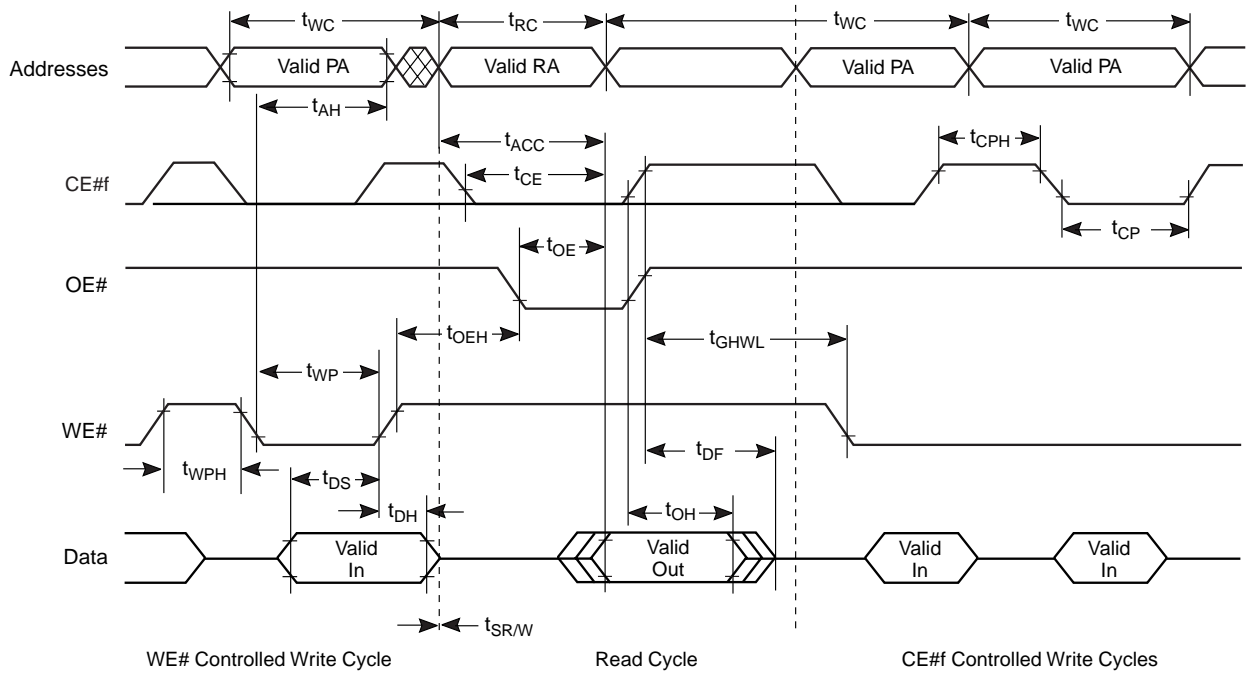 tWC tRC tWC tWC
Addresses Valid PA Valid RA Valid PA Valid PA
tAH
tACC tCPH
CE#f tCE
tCP
tOE
OE#
tOEH tGHWL
tWP
WE#
tDF
tWPH tDS
tDH tOH
Data Valid In Valid Out Valid In Valid In
tSR/W
WE# Controlled Write Cycle Read Cycle CE#f Controlled Write Cycles